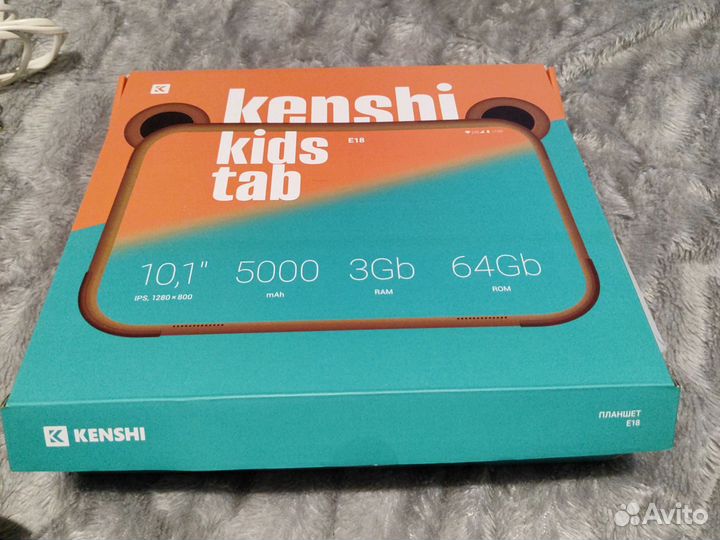 kenshi
kids
tab
E18
10,1"
IPS, 1280×800
5000
mAh
3Gb
RAM
64Gb
ROM
KENSHI
ПЛАНШЕТ
E18
Avito